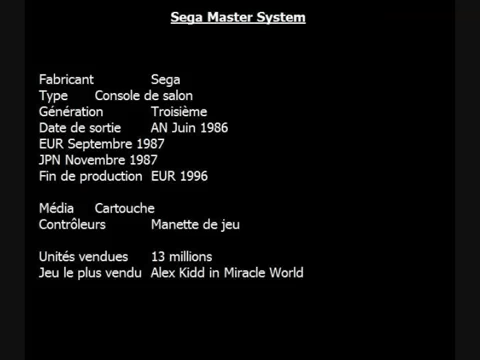 Sega Master System
Fabricant Sega
Type Console de salon
Génération Troisième
Date de sortie AN Juin 1986
EUR Septembre 1987
JPN Novembre 1987
Fin de production EUR 1996
Média Cartouche
Contrôleurs Manette de jeu
Unités vendues 13 millions
Jeu le plus vendu Alex Kidd in Miracle World